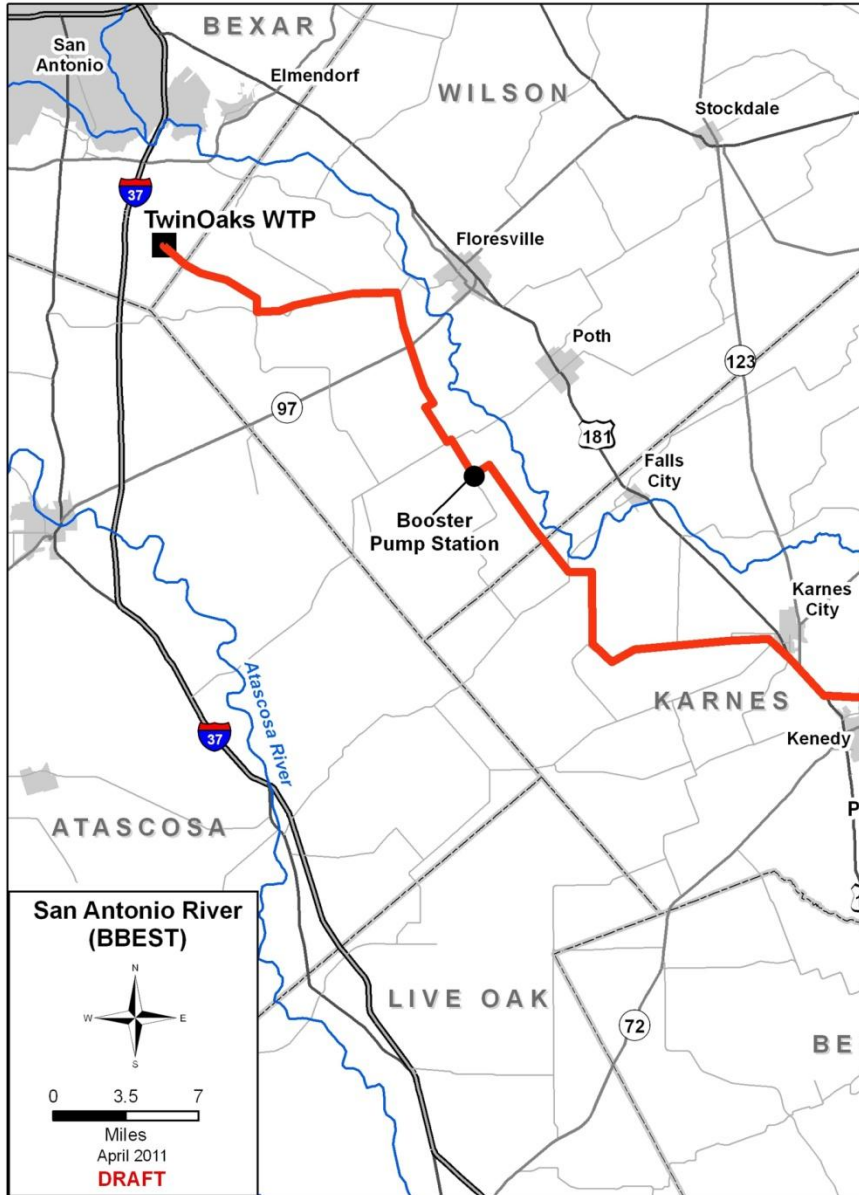 BEXAR
San
Antonio
Elmendorf
WILSON
Stockdale
37
TwinOaks WTP
Floresville
Poth
123
97
181
Falls
City
Booster
Pump Station
Karnes
City
Atascosa River
KARNES
37
Kenedy
ATASCOSA
P
San Antonio River
(BBEST)
N
W
E
S
LIVE OAK
72
BE
0 3.5 7
Miles
April 2011
DRAFT